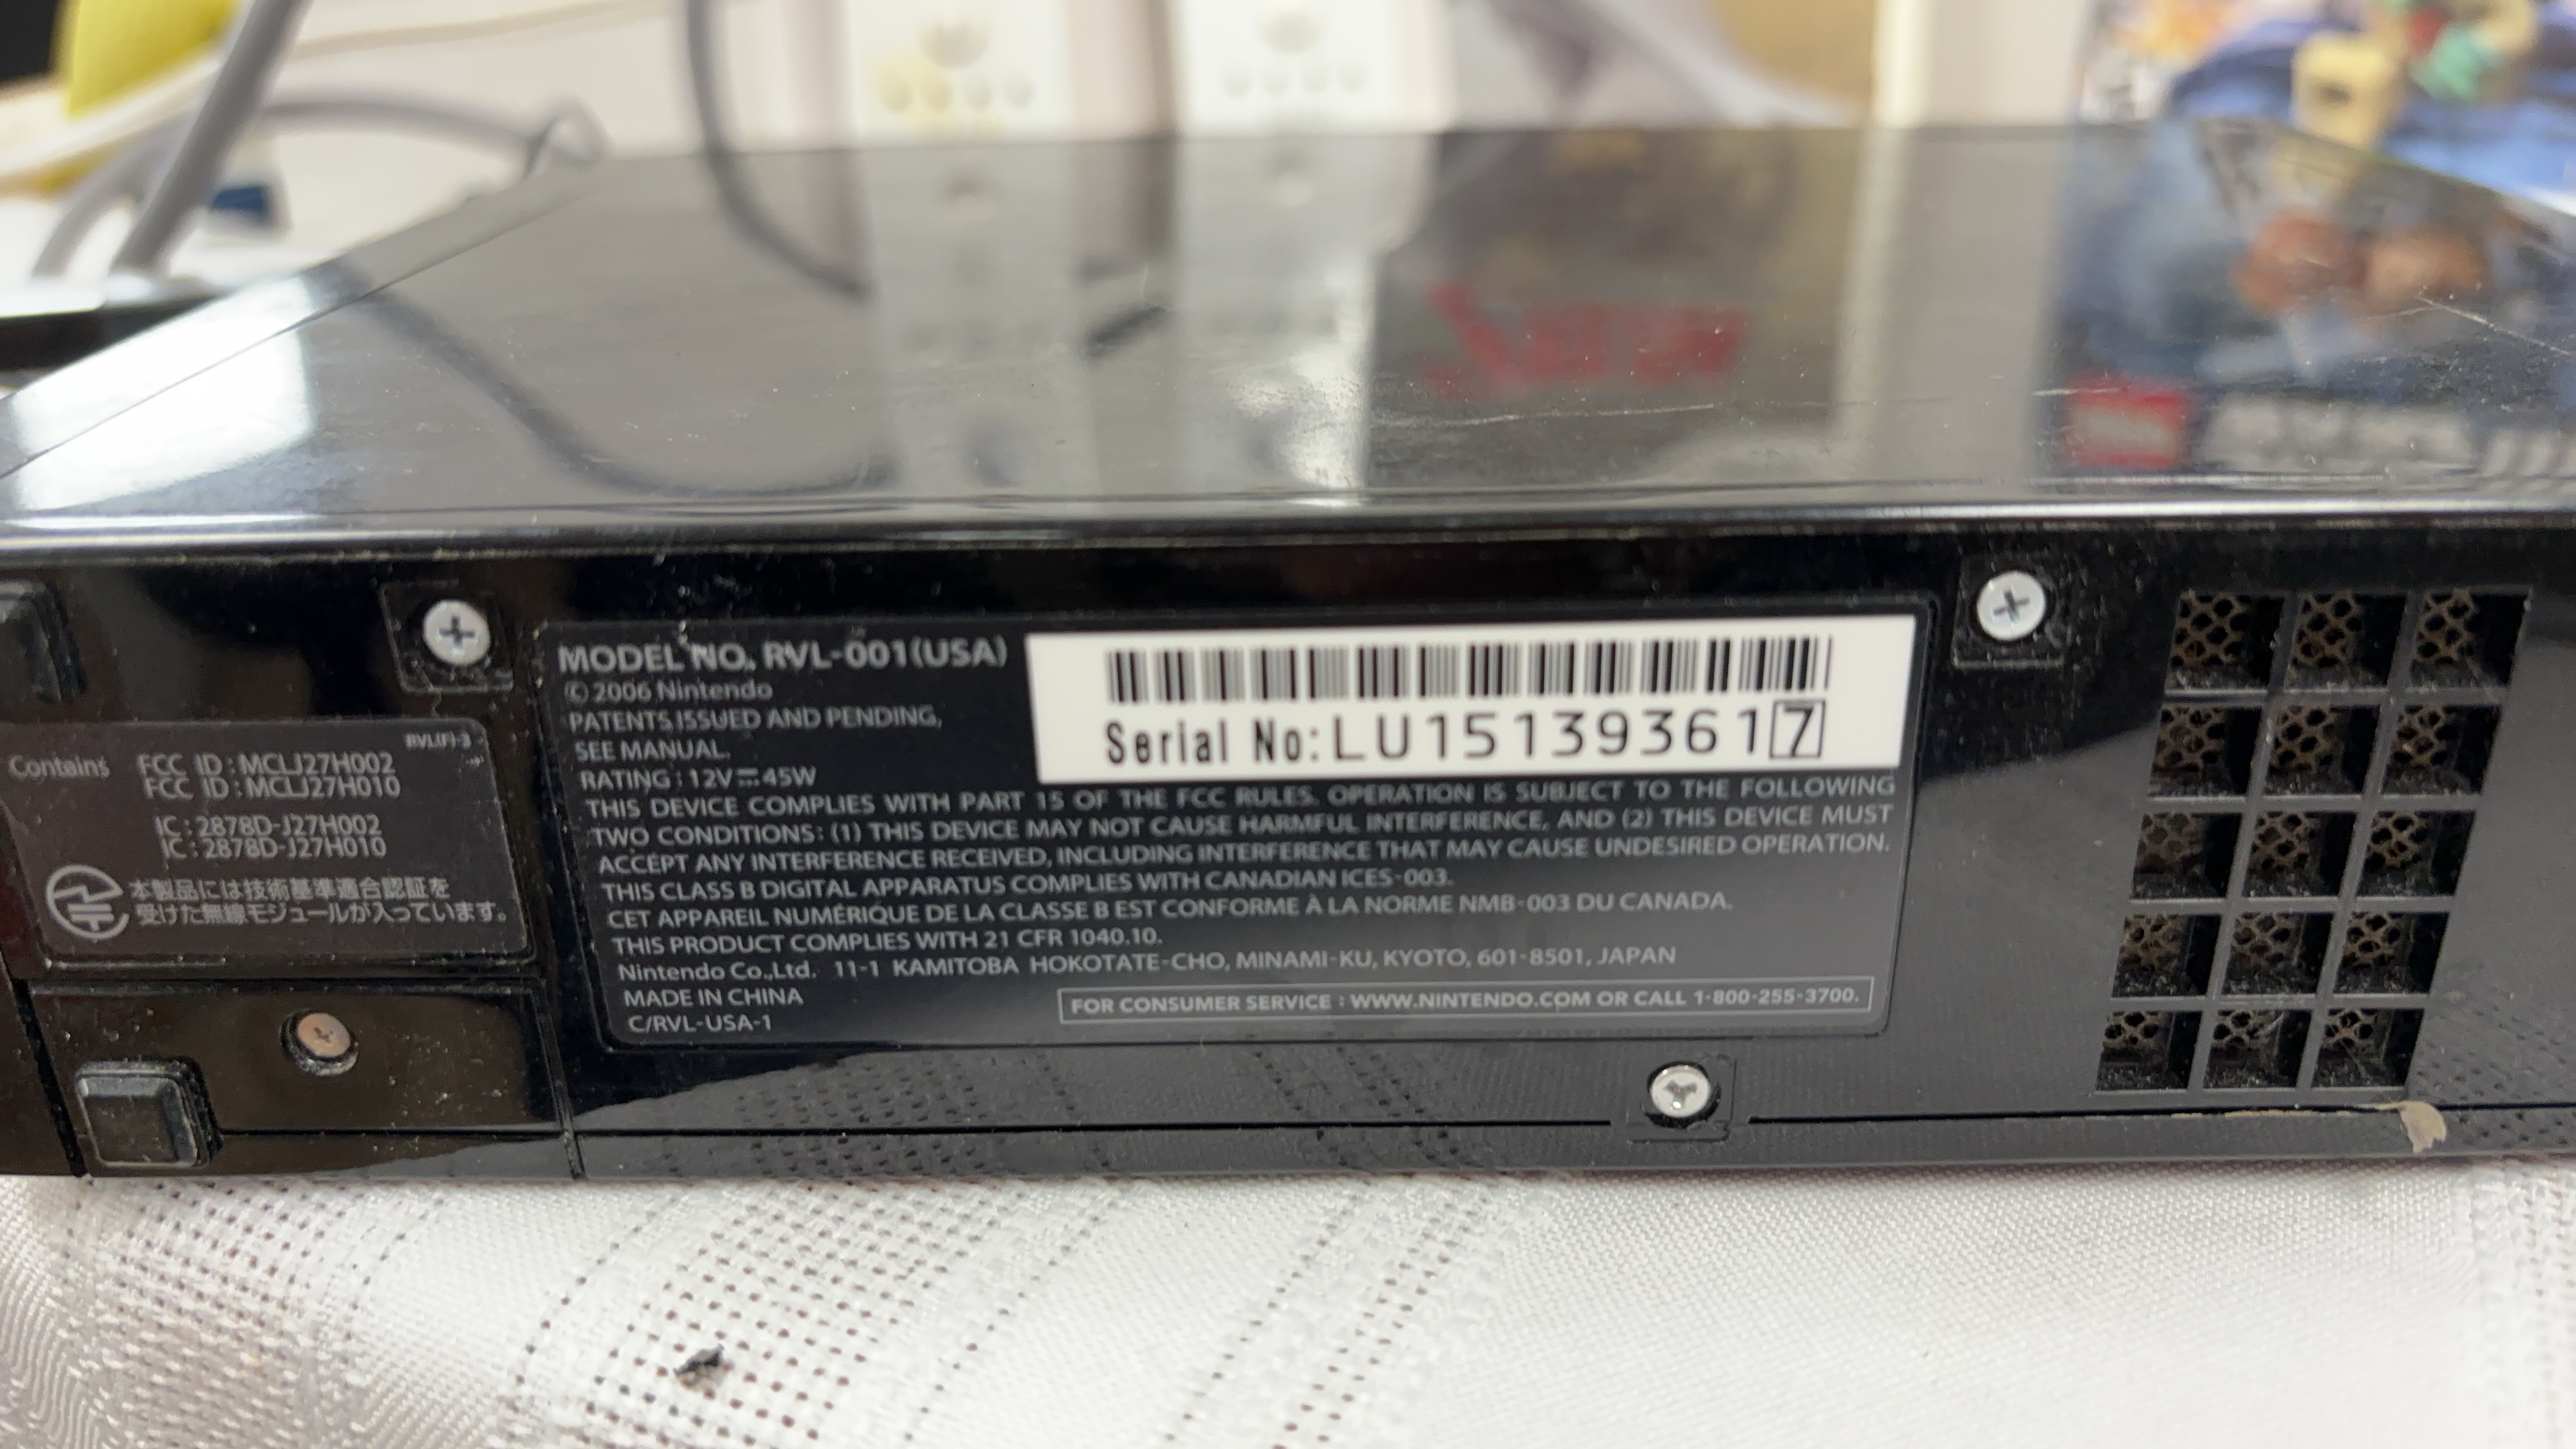 MODEL NO. RVL-001(USA)
© 2006 Nintendo
PATENTS ISSUED AND PENDING,
SEE MANUAL.
RATING : 12V⎓45W
Serial No:LU151393617
THIS DEVICE COMPLIES WITH PART 15 OF THE FCC RULES. OPERATION IS SUBJECT TO THE FOLLOWING
TWO CONDITIONS: (1) THIS DEVICE MAY NOT CAUSE HARMFUL INTERFERENCE, AND (2) THIS DEVICE MUST
ACCEPT ANY INTERFERENCE RECEIVED, INCLUDING INTERFERENCE THAT MAY CAUSE UNDESIRED OPERATION.
THIS CLASS B DIGITAL APPARATUS COMPLIES WITH CANADIAN ICES-003.
CET APPAREIL NUMÉRIQUE DE LA CLASSE B EST CONFORME À LA NORME NMB-003 DU CANADA.
THIS PRODUCT COMPLIES WITH 21 CFR 1040.10.
Nintendo Co.,Ltd. 11-1 KAMITOBA HOKOTATE-CHO, MINAMI-KU, KYOTO, 601-8501, JAPAN
MADE IN CHINA
C/RVL-USA-1
FOR CONSUMER SERVICE : WWW.NINTENDO.COM OR CALL 1-800-255-3700.
RVL(F)-3
Contains FCC ID : MCLJ27H002
FCC ID : MCLJ27H010
IC : 2878D-J27H002
IC : 2878D-J27H010
本製品には技術基準適合認証を
受けた無線モジュールが入っています。